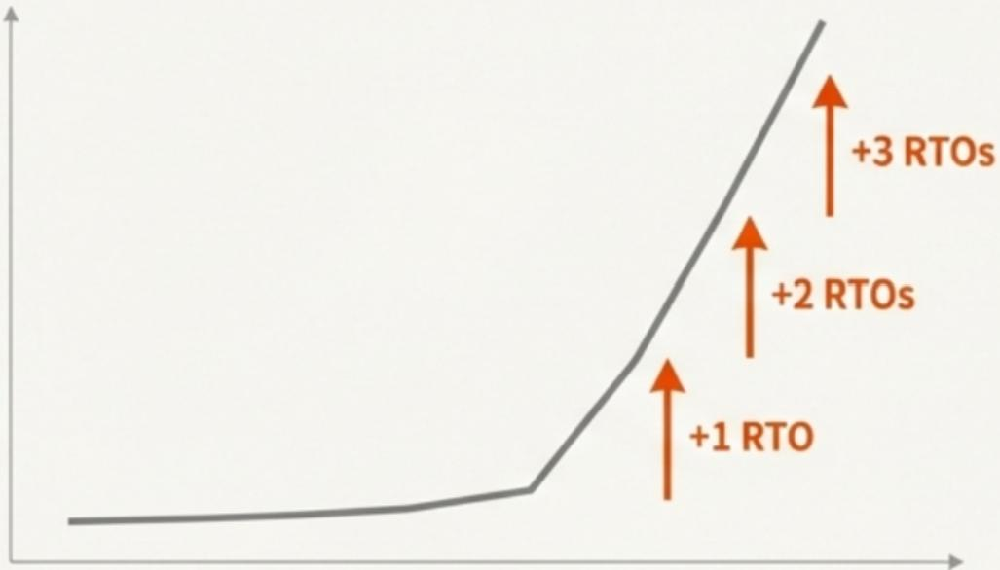 +3 RTOs
+2 RTOs
+1 RTO